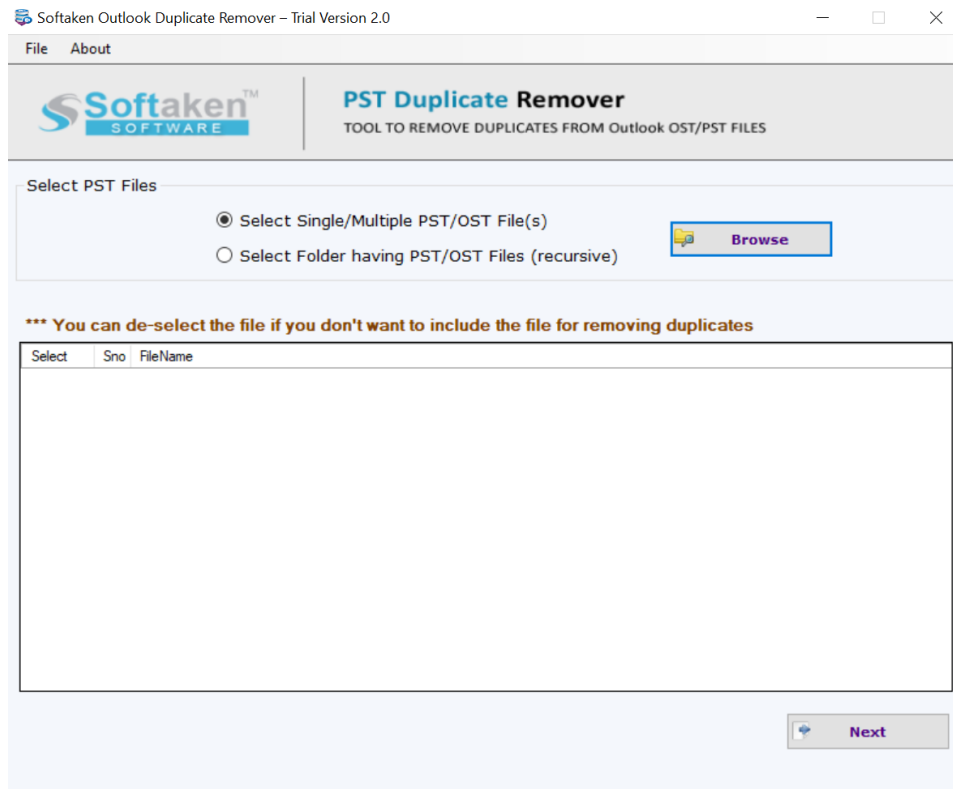 Softaken Outlook Duplicate Remover – Trial Version 2.0
File About
Softaken™
SOFTWARE
PST Duplicate Remover
TOOL TO REMOVE DUPLICATES FROM Outlook OST/PST FILES
Select PST Files
Select Single/Multiple PST/OST File(s)
Browse
Select Folder having PST/OST Files (recursive)
*** You can de-select the file if you don't want to include the file for removing duplicates
Select Sno FileName
Next